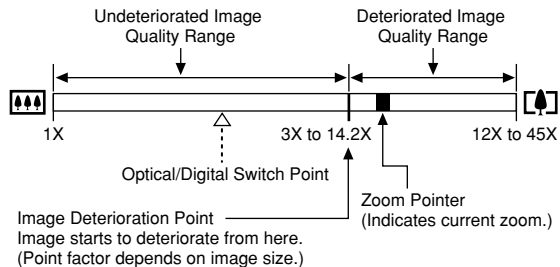 Undeteriorated Image
Quality Range
Deteriorated Image
Quality Range
1X
3X to 14.2X
12X to 45X
Optical/Digital Switch Point
Zoom Pointer
(Indicates current zoom.)
Image Deterioration Point
Image starts to deteriorate from here.
(Point factor depends on image size.)